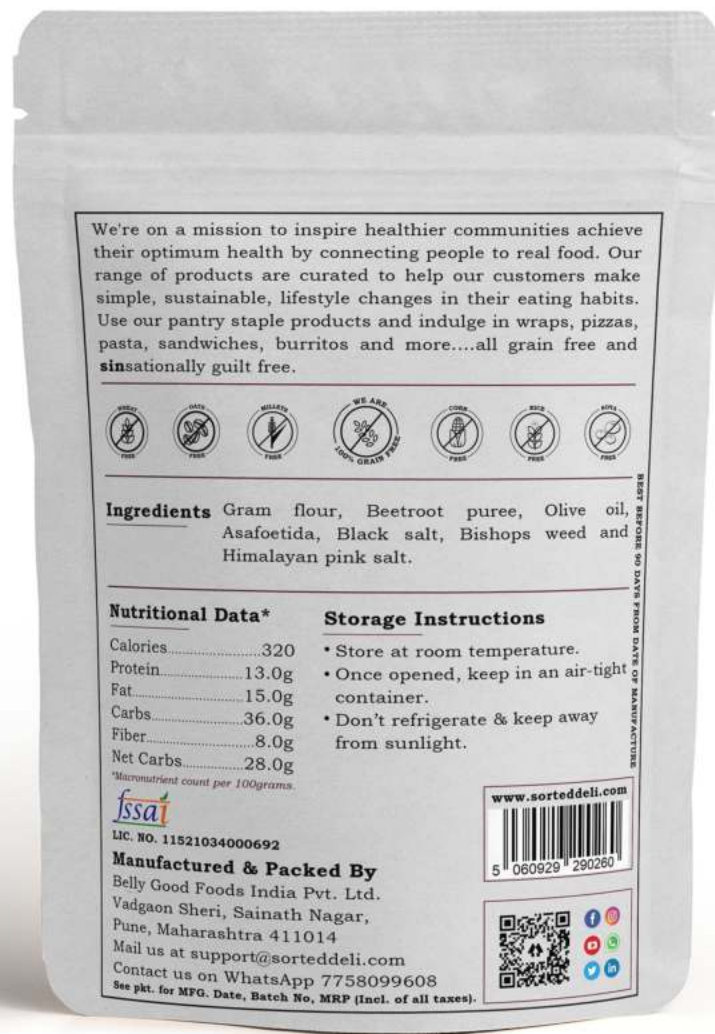 We're on a mission to inspire healthier communities achieve
their optimum health by connecting people to real food. Our
range of products are curated to help our customers make
simple, sustainable, lifestyle changes in their eating habits.
Use our pantry staple products and indulge in wraps, pizzas,
pasta, sandwiches, burritos and more....all grain free and
sinsationally guilt free.
WHEAT FREE
OATS FREE
MILLETS FREE
WE ARE 100% GRAIN FREE
CORN FREE
RICE FREE
SOYA FREE
Ingredients Gram flour, Beetroot puree, Olive oil,
Asafoetida, Black salt, Bishops weed and
Himalayan pink salt.
BEST BEFORE 90 DAYS FROM DATE OF MANUFACTURE
Nutritional Data*
Calories..................320
Protein................13.0g
Fat.......................15.0g
Carbs...................36.0g
Fiber......................8.0g
Net Carbs............28.0g
*Macronutrient count per 100grams.
Storage Instructions
• Store at room temperature.
• Once opened, keep in an air-tight
container.
• Don't refrigerate & keep away
from sunlight.
fssai
LIC. NO. 11521034000692
Manufactured & Packed By
Belly Good Foods India Pvt. Ltd.
Vadgaon Sheri, Sainath Nagar,
Pune, Maharashtra 411014
Mail us at support@sorteddeli.com
Contact us on WhatsApp 7758099608
See pkt. for MFG. Date, Batch No, MRP (Incl. of all taxes).
www.sorteddeli.com
5 060929 290260